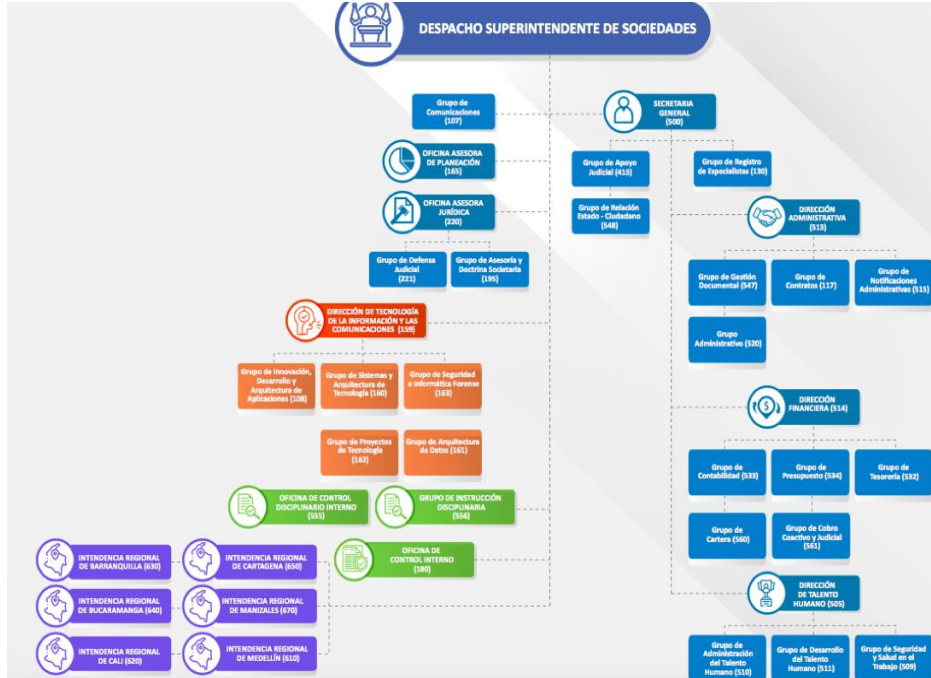 DESPACHO SUPERINTENDENTE DE SOCIEDADES
Grupo de
Comunicaciones
(107)
SECRETARIA
GENERAL
(500)
OFICINA ASESORA
DE PLANEACIÓN
(165)
Grupo de Apoyo
Judicial (415)
Grupo de Registro
de Especialistas (130)
OFICINA ASESORA
JURÍDICA
(220)
Grupo de Relación
Estado - Ciudadano
(548)
DIRECCIÓN
ADMINISTRATIVA
(513)
Grupo de Defensa
Judicial
(221)
Grupo de Asesoría y
Doctrina Societaria
(195)
Grupo de Gestión
Documental (547)
Grupo de
Contratos (117)
Grupo de
Notificaciones
Administrativas (515)
DIRECCIÓN DE TECNOLOGÍA
DE LA INFORMACIÓN Y LAS
COMUNICACIONES (159)
Grupo
Administrativo (520)
Grupo de Innovación,
Desarrollo y
Arquitectura de
Aplicaciones (108)
Grupo de Sistemas y
Arquitectura de
Tecnología (160)
Grupo de Seguridad
e Informática Forense
(163)
DIRECCIÓN
FINANCIERA (514)
Grupo de Proyectos
de Tecnología
(162)
Grupo de Arquitectura
de Datos (161)
Grupo de
Contabilidad (533)
Grupo de
Presupuesto (534)
Grupo de
Tesorería (532)
OFICINA DE CONTROL
DISCIPLINARIO INTERNO
(555)
GRUPO DE INSTRUCCIÓN
DISCIPLINARIA
(556)
Grupo de
Cartera (560)
Grupo de Cobro
Coactivo y Judicial
(561)
OFICINA DE
CONTROL INTERNO
(180)
INTENDENCIA REGIONAL
DE BARRANQUILLA (630)
INTENDENCIA REGIONAL
DE CARTAGENA (650)
DIRECCIÓN
DE TALENTO
HUMANO (505)
INTENDENCIA REGIONAL
DE BUCARAMANGA (640)
INTENDENCIA REGIONAL
DE MANIZALES (670)
INTENDENCIA REGIONAL
DE CALI (620)
INTENDENCIA REGIONAL
DE MEDELLÍN (610)
Grupo de
Administración
del Talento
Humano (510)
Grupo de Desarrollo
del Talento
Humano (511)
Grupo de Seguridad
y Salud en el
Trabajo (509)